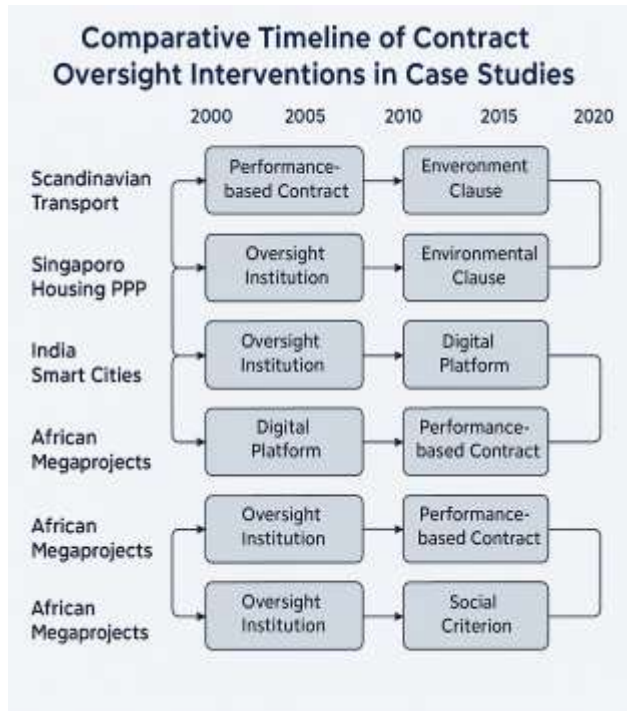 Comparative Timeline of Contract
Oversight Interventions in Case Studies
2000 2005 2010 2015 2020
Scandinavian
Transport
Performance-
based Contract
Enveronment
Clause
Singaporo
Housing PPP
Oversight
Institution
Environmental
Clause
India
Smart Cities
Oversight
Institution
Digital
Platform
African
Megaprojects
Digital
Platform
Performance-
based Contract
African
Megaprojects
Oversight
Institution
Performance-
based Contract
African
Megaprojects
Oversight
Institution
Social
Criterion